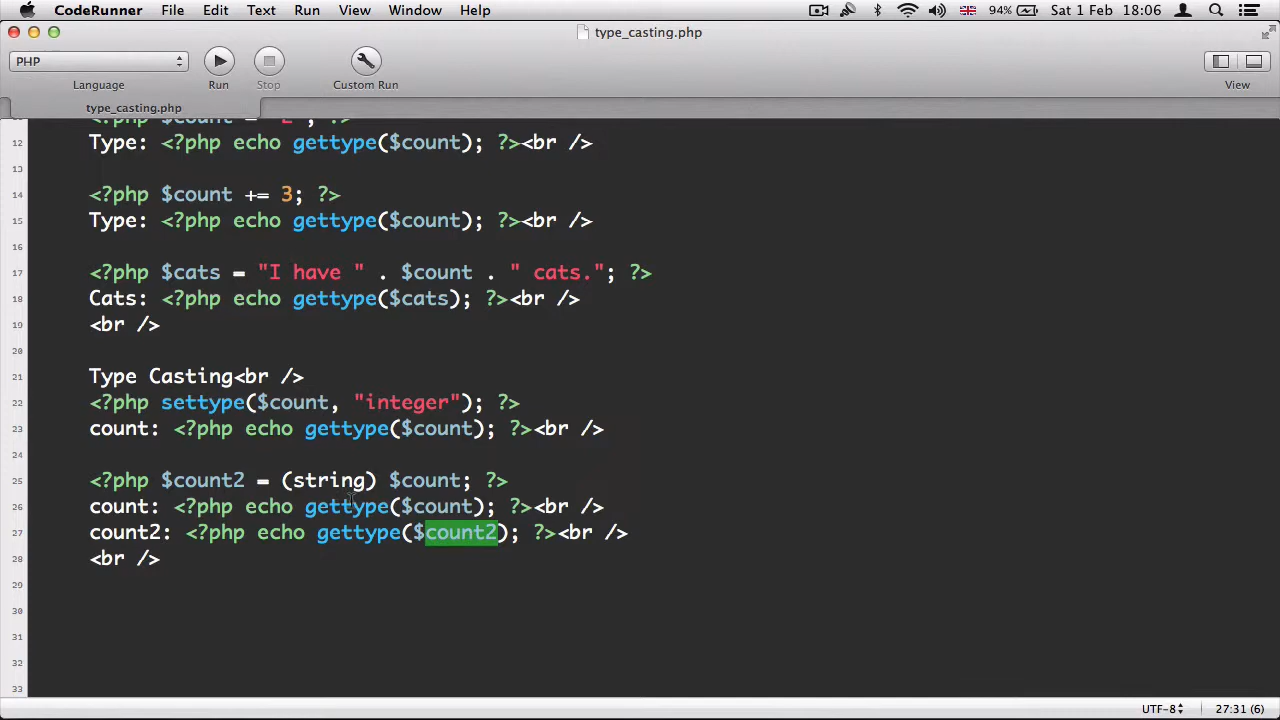 CodeRunner File Edit Text Run View Window Help 94% Sat 1 Feb 18:06
type_casting.php
PHP
Language Run Stop Custom Run View
type_casting.php
12 Type: <?php echo gettype($count); ?><br />
13
14 <?php $count += 3; ?>
15 Type: <?php echo gettype($count); ?><br />
16
17 <?php $cats = "I have " . $count . " cats."; ?>
18 Cats: <?php echo gettype($cats); ?><br />
19 <br />
20
21 Type Casting<br />
22 <?php settype($count, "integer"); ?>
23 count: <?php echo gettype($count); ?><br />
24
25 <?php $count2 = (string) $count; ?>
26 count: <?php echo gettype($count); ?><br />
27 count2: <?php echo gettype($count2); ?><br />
28 <br />
29
30
31
32
33
UTF-8 27:31 (6)